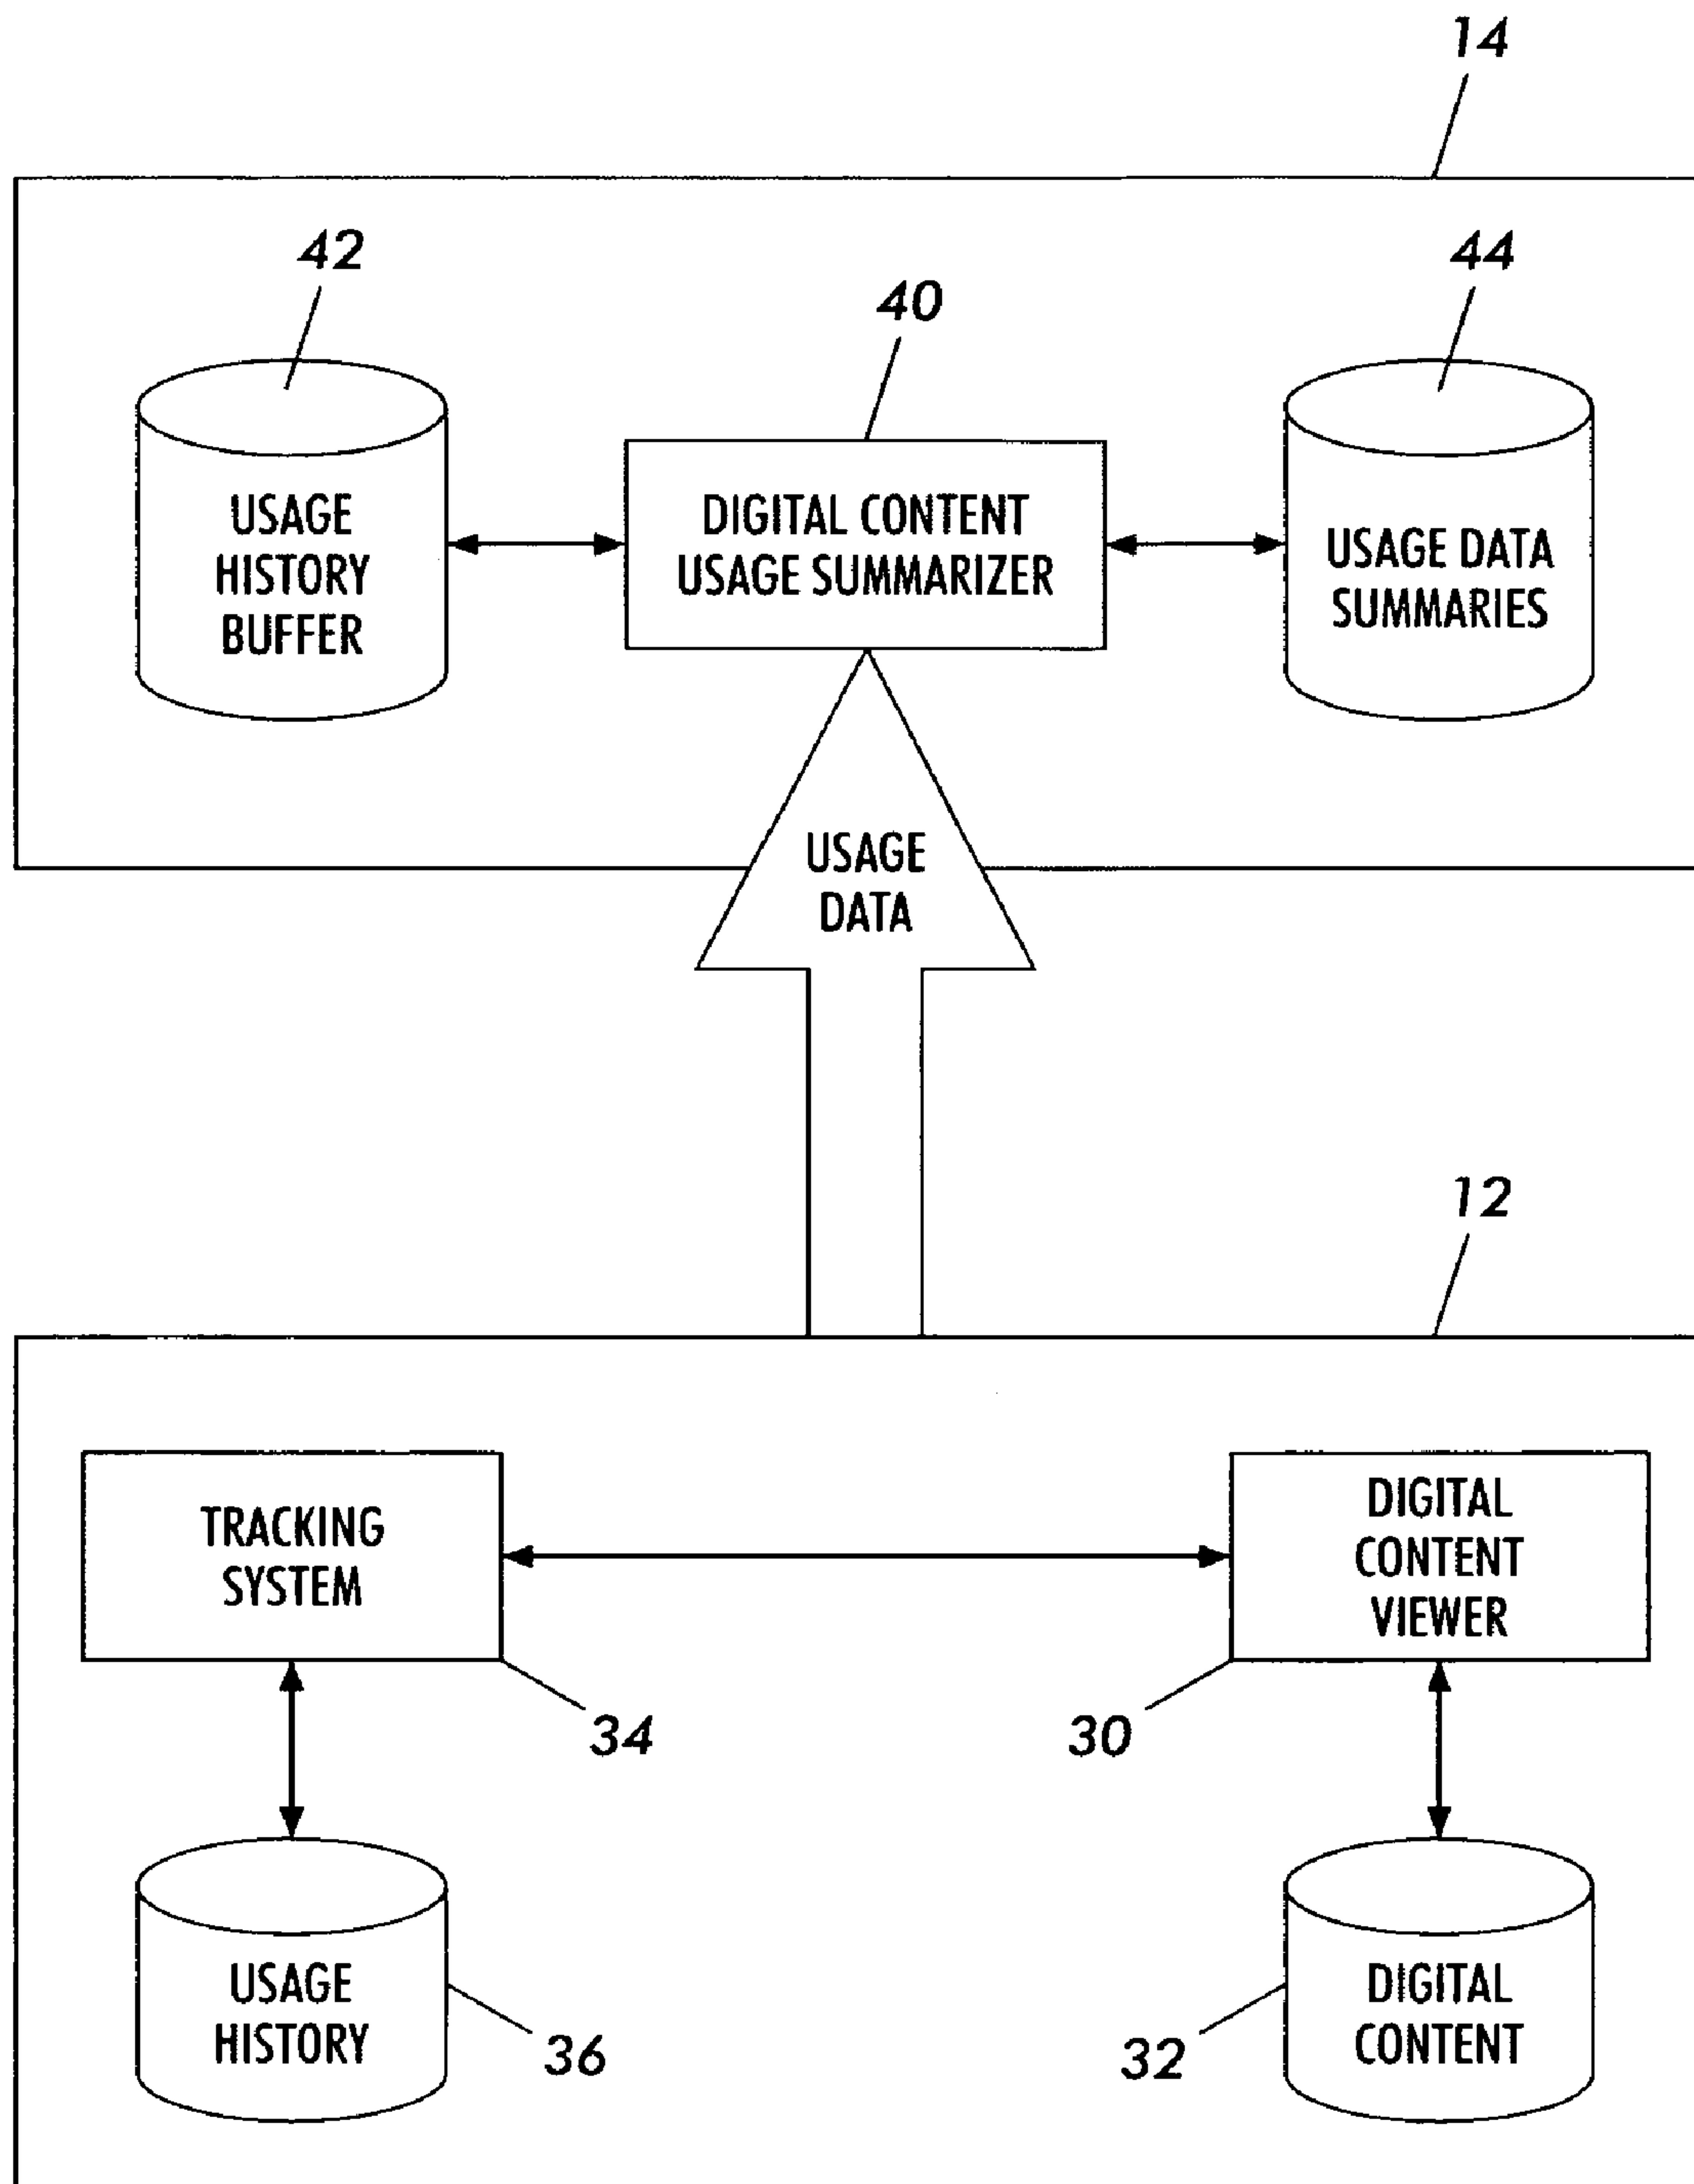 14
42
40
44
USAGE
HISTORY
BUFFER
DIGITAL CONTENT
USAGE SUMMARIZER
USAGE DATA
SUMMARIES
USAGE
DATA
12
TRACKING
SYSTEM
DIGITAL
CONTENT
VIEWER
34
30
USAGE
HISTORY
36
32
DIGITAL
CONTENT